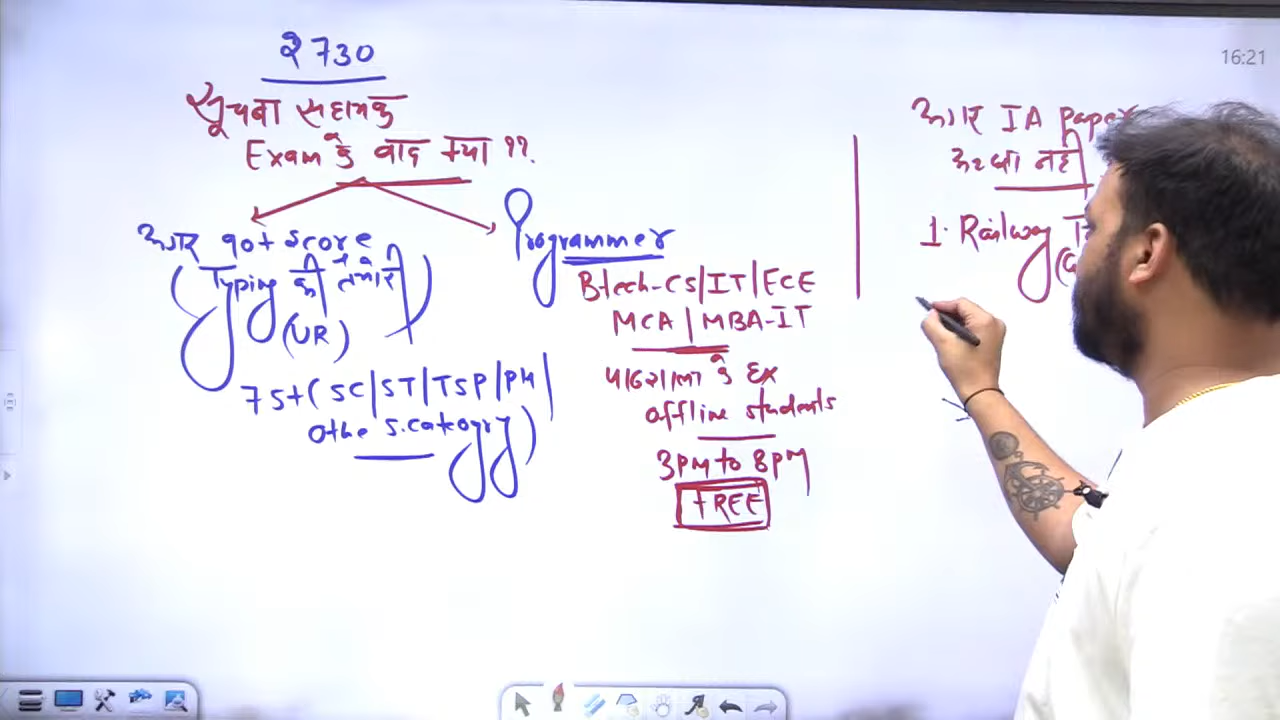 2730
सूचना सहायक
Exam के बाद क्या ??.
अगर 90+ score
(Typing की तैयारी)
(UR)
75+(SC|ST|TSP|PH|
Othe S.categry)
Programmer
Btech-CS|IT|ECE
MCA | MBA-IT
पाठशाला के Ex
offline students
3PM to 8PM
FREE
16:21
अगर IA Paper
अच्छा नहीं
1. Railway